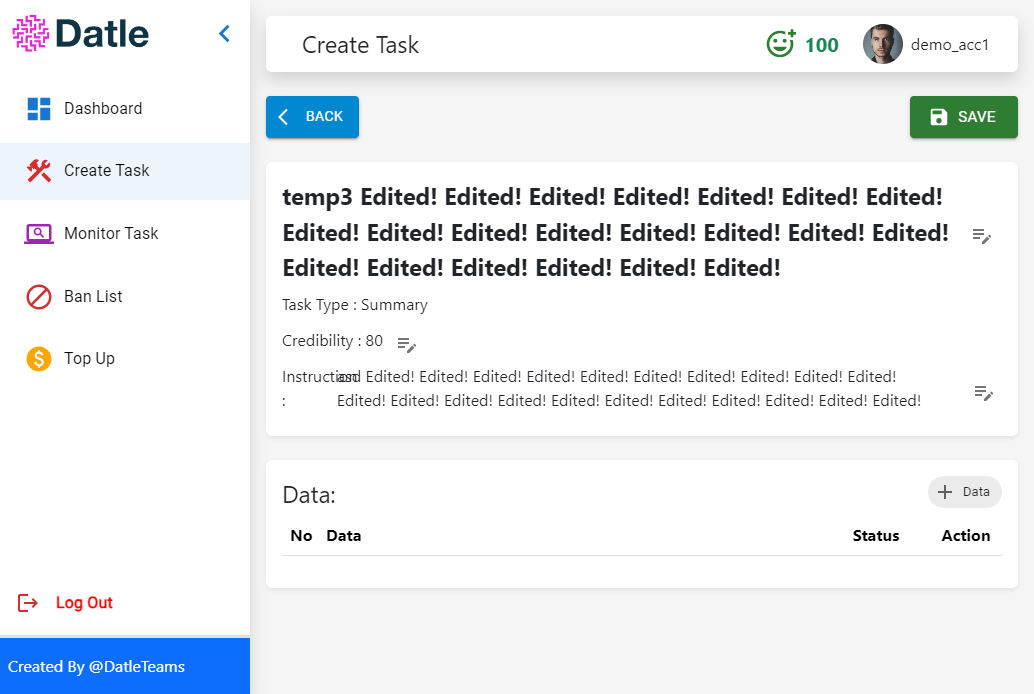 Datle
Create Task
100
demo_acc1
Dashboard
Create Task
Monitor Task
Ban List
Top Up
Log Out
Created By @DatleTeams
BACK
SAVE
temp3 Edited! Edited! Edited! Edited! Edited! Edited! Edited!
Edited! Edited! Edited! Edited! Edited! Edited! Edited! Edited!
Edited! Edited! Edited! Edited! Edited! Edited!
Task Type : Summary
Credibility : 80
Instruction asd Edited! Edited! Edited! Edited! Edited! Edited! Edited! Edited! Edited! Edited!
: Edited! Edited! Edited! Edited! Edited! Edited! Edited! Edited! Edited! Edited! Edited!
Data:
Data
No Data Status Action